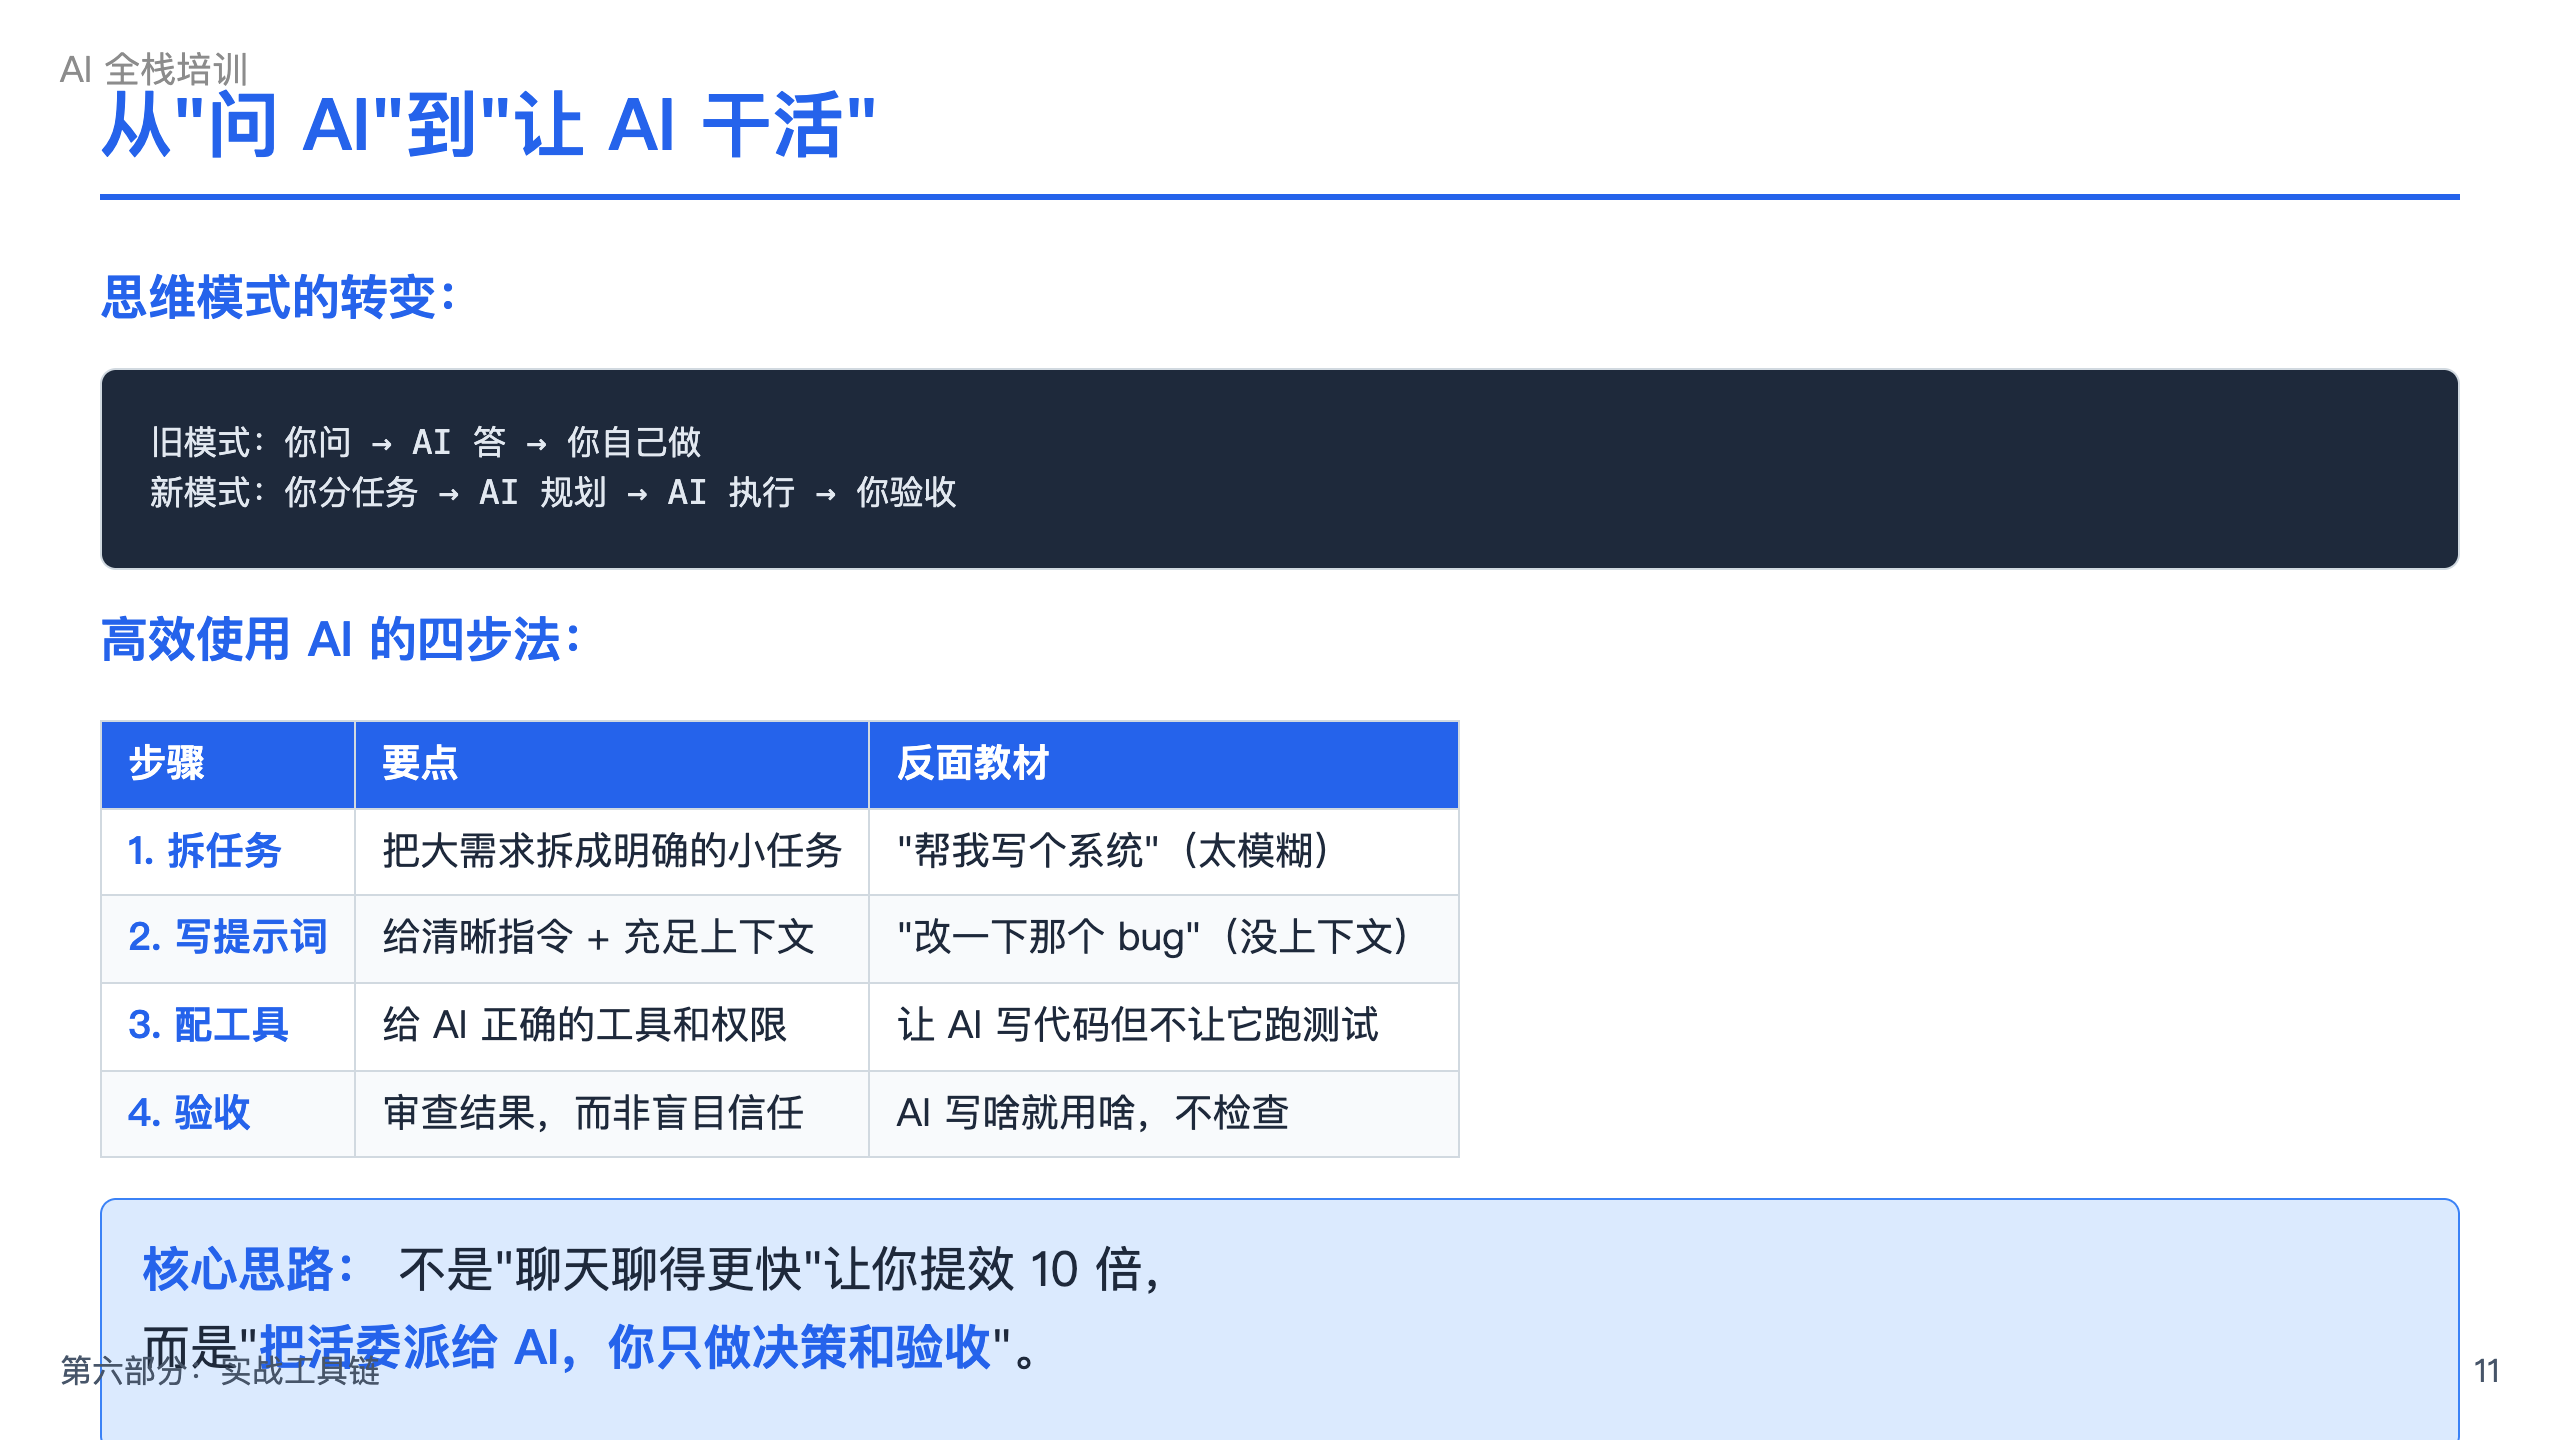 AI 全栈培训
从"问 AI"到"让 AI 干活"
思维模式的转变：
旧模式：你问 → AI 答 → 你自己做
新模式：你分任务 → AI 规划 → AI 执行 → 你验收
高效使用 AI 的四步法：
步骤 要点 反面教材
1. 拆任务 把大需求拆成明确的小任务 "帮我写个系统"（太模糊）
2. 写提示词 给清晰指令 + 充足上下文 "改一下那个 bug"（没上下文）
3. 配工具 给 AI 正确的工具和权限 让 AI 写代码但不让它跑测试
4. 验收 审查结果，而非盲目信任 AI 写啥就用啥，不检查
核心思路： 不是"聊天聊得更快"让你提效 10 倍，
而是"把活委派给 AI，你只做决策和验收"。
第六部分：实战工具链
11